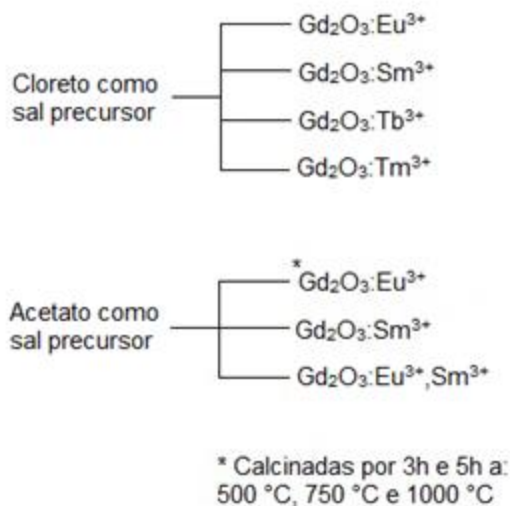 Cloreto como
sal precursor
Gd₂O₃:Eu³⁺
Gd₂O₃:Sm³⁺
Gd₂O₃:Tb³⁺
Gd₂O₃:Tm³⁺
Acetato como
sal precursor
*Gd₂O₃:Eu³⁺
Gd₂O₃:Sm³⁺
Gd₂O₃:Eu³⁺,Sm³⁺
* Calcinadas por 3h e 5h a:
500 °C, 750 °C e 1000 °C